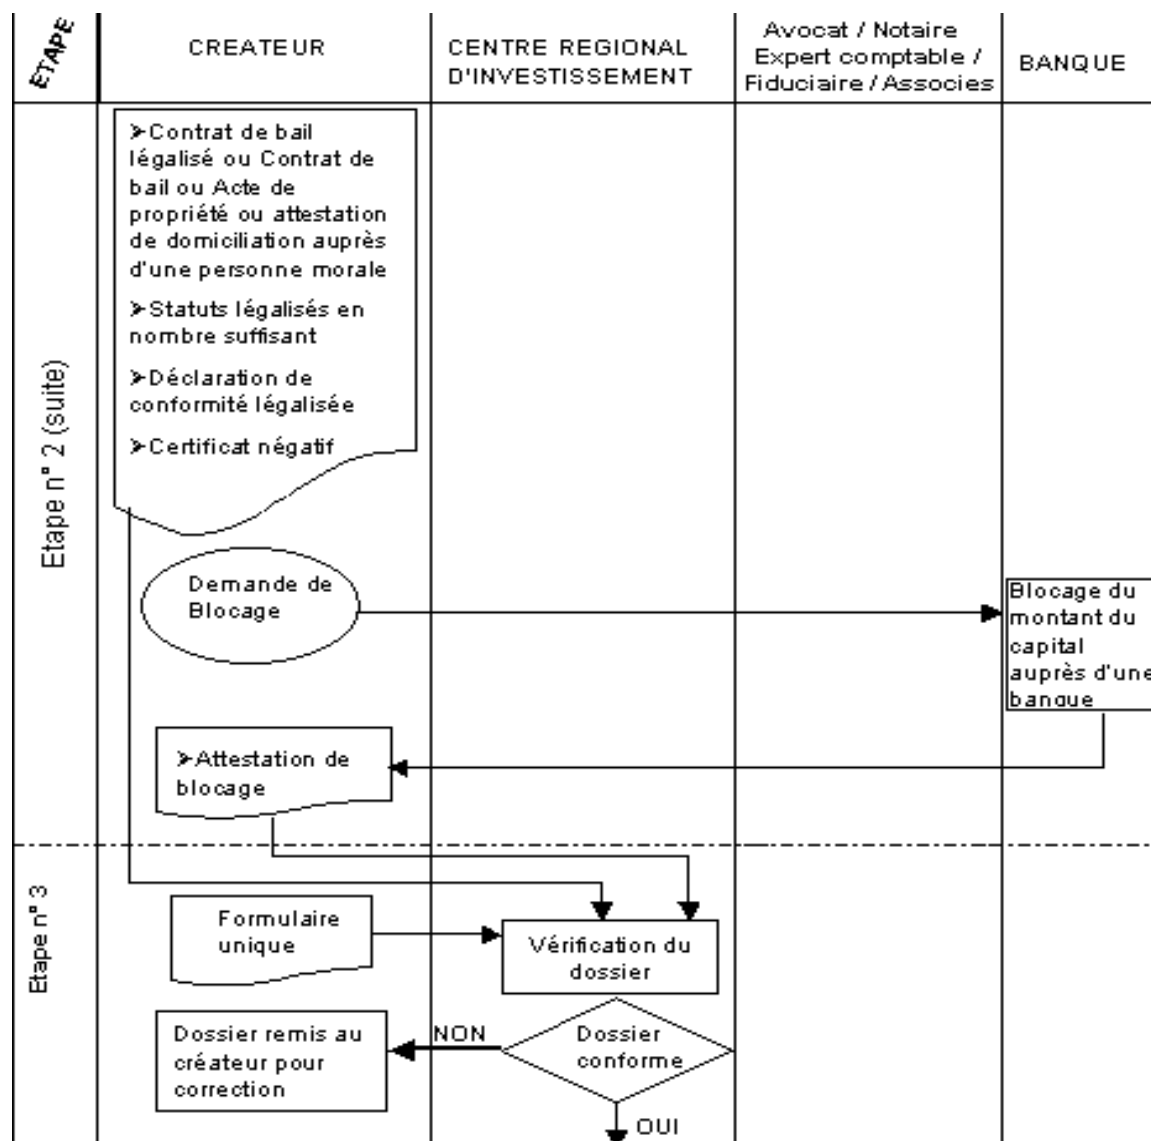 ETAPE
CREATEUR
CENTRE REGIONAL
D'INVESTISSEMENT
Avocat / Notaire
Expert comptable /
Fiduciaire / Associes
BANQUE
Etape n° 2 (suite)
➢Contrat de bail
légalisé ou Contrat de
bail ou Acte de
propriété ou attestation
de domiciliation auprès
d'une personne morale
➢Statuts légalisés en
nombre suffisant
➢Déclaration de
conformité légalisée
➢Certificat négatif
Demande de
Blocage
Blocage du
montant du
capital
auprès d'une
banque
➢Attestation de
blocage
Etape n° 3
Formulaire
unique
Vérification du
dossier
Dossier remis au
créateur pour
correction
NON
Dossier
conforme
OUI